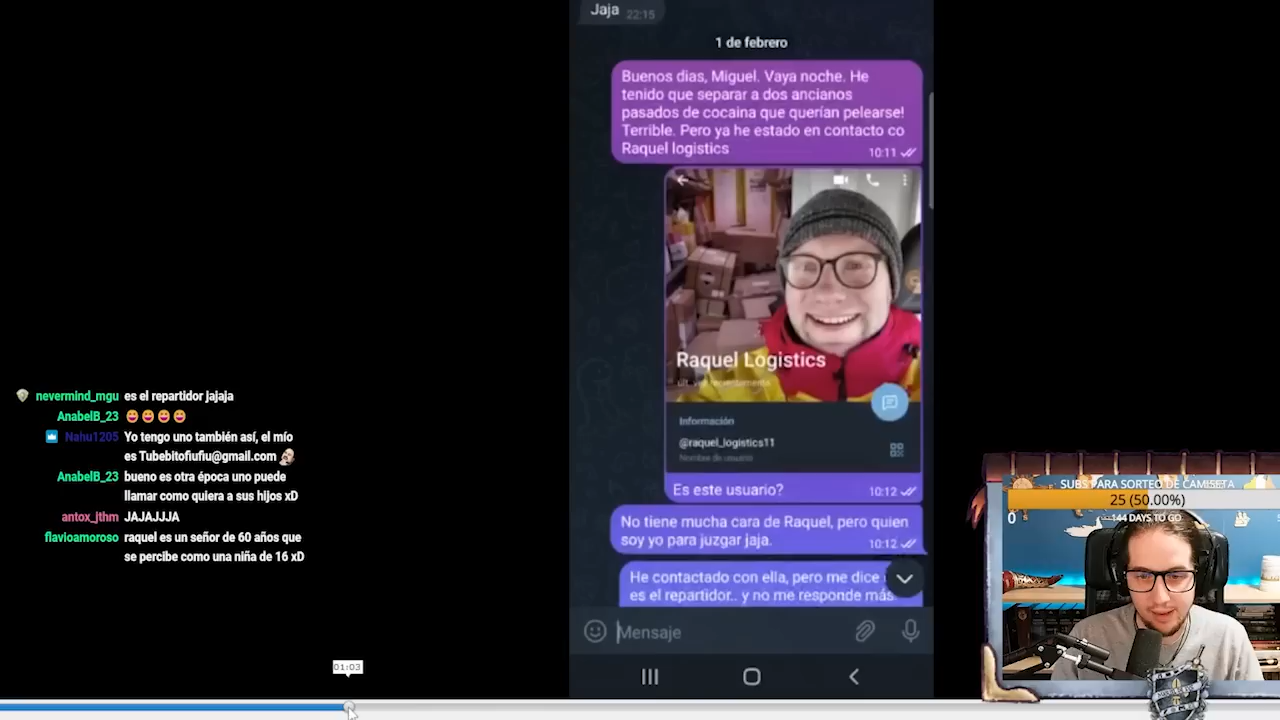 Jaja 22:15
1 de febrero
Buenos dias, Miguel. Vaya noche. He
tenido que separar a dos ancianos
pasados de cocaina que querían pelearse!
Terrible. Pero ya he estado en contacto co
Raquel logistics
10:11
Raquel Logistics
Información
@raquel_logistics11
Nombre de usuario
Es este usuario?
10:12
No tiene mucha cara de Raquel, pero quien
soy yo para juzgar jaja.
10:12
He contactado con ella, pero me dice
es el repartidor.. y no me responde más
Mensaje
nevermind_mgu es el repartidor jajaja
AnabelB_23
Nahu1205 Yo tengo uno también así, el mío
es Tubebitofiufiu@gmail.com
AnabelB_23 bueno es otra época uno puede
llamar como quiera a sus hijos xD
antox_jthm JAJAJJJA
flavioamoroso raquel es un señor de 60 años que
se percibe como una niña de 16 xD
01:03
SUBS PARA SORTEO DE CAMISETA
25 (50.00%)
0
144 DAYS TO GO